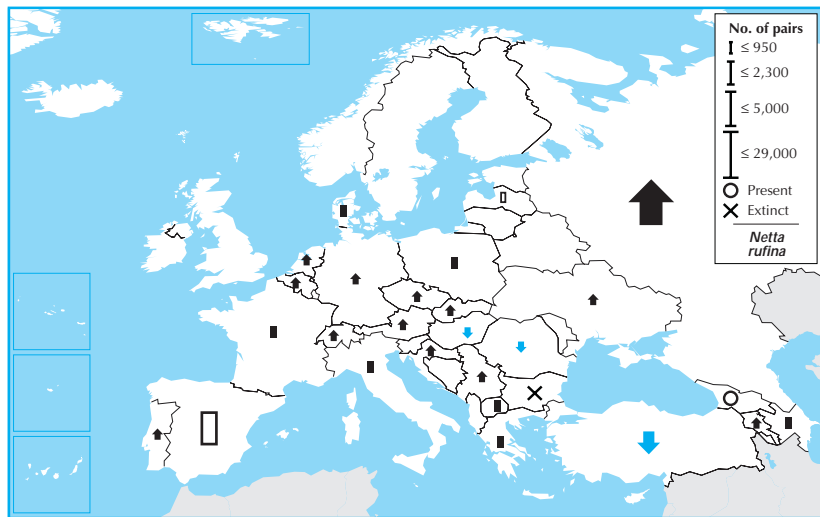 No. of pairs
≤ 950
≤ 2,300
≤ 5,000
≤ 29,000
Present
Extinct
Netta
rufina